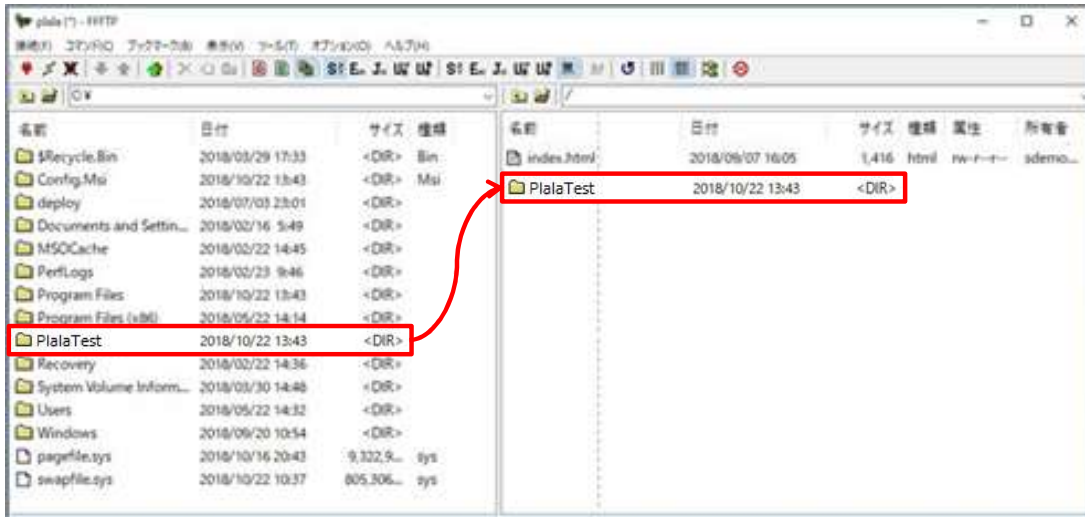 plala (*) - FFFTP
接続(F) コマンド(C) ブックマーク(B) 表示(V) ツール(T) オプション(O) ヘルプ(H)
C:¥
名前 日付 サイズ 種類
$Recycle.Bin 2018/03/29 17:33 <DIR> Bin
Config.Msi 2018/10/22 13:43 <DIR> Msi
deploy 2018/07/03 23:01 <DIR>
Documents and Settin... 2018/02/16 5:49 <DIR>
MSOCache 2018/02/22 14:45 <DIR>
PerfLogs 2018/02/23 9:46 <DIR>
Program Files 2018/10/22 13:43 <DIR>
Program Files (x86) 2018/05/22 14:14 <DIR>
PlalaTest 2018/10/22 13:43 <DIR>
Recovery 2018/02/22 14:36 <DIR>
System Volume Inform... 2018/03/30 14:48 <DIR>
Users 2018/05/22 14:32 <DIR>
Windows 2018/09/20 10:54 <DIR>
pagefile.sys 2018/10/16 20:43 9,322,9... sys
swapfile.sys 2018/10/22 10:37 805,306... sys
/
名前 日付 サイズ 種類 属性 所有者
index.html 2018/09/07 16:05 1,416 html rw-r--r-- sdemo...
PlalaTest 2018/10/22 13:43 <DIR>